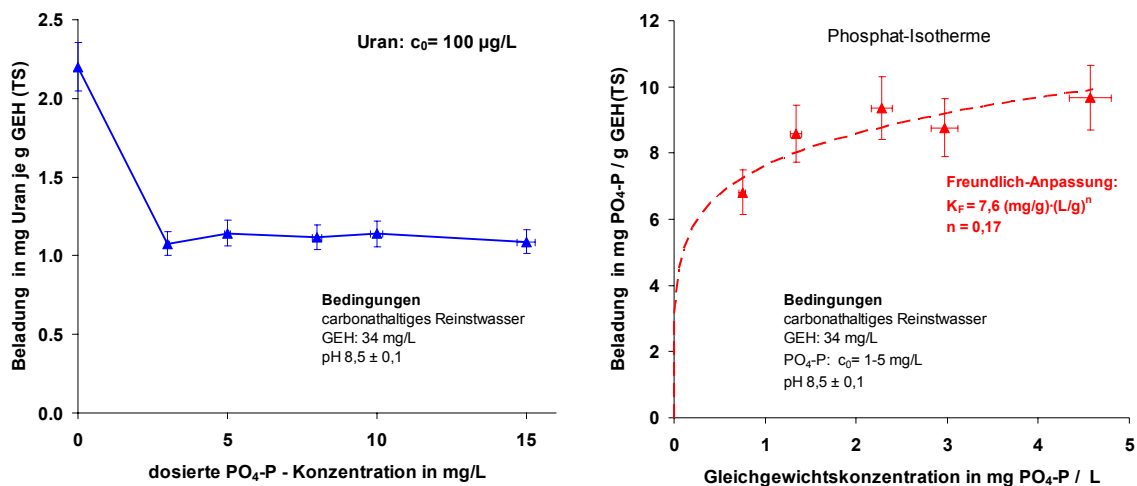 Beladung in mg Uran je g GEH (TS)
2.5
2.0
1.5
1.0
0.5
0.0
Uran: c₀= 100 µg/L
Bedingungen
carbonathaltiges Reinstwasser
GEH: 34 mg/L
pH 8,5 ± 0,1
0 5 10 15
dosierte PO₄-P - Konzentration in mg/L
Beladung in mg PO₄-P / g GEH(TS)
12
10
8
6
4
2
0
Phosphat-Isotherme
Freundlich-Anpassung:
K_F = 7,6 (mg/g)·(L/g)ⁿ
n = 0,17
Bedingungen
carbonathaltiges Reinstwasser
GEH: 34 mg/L
PO₄-P: c₀= 1-5 mg/L
pH 8,5 ± 0,1
0 1 2 3 4 5
Gleichgewichtskonzentration in mg PO₄-P / L